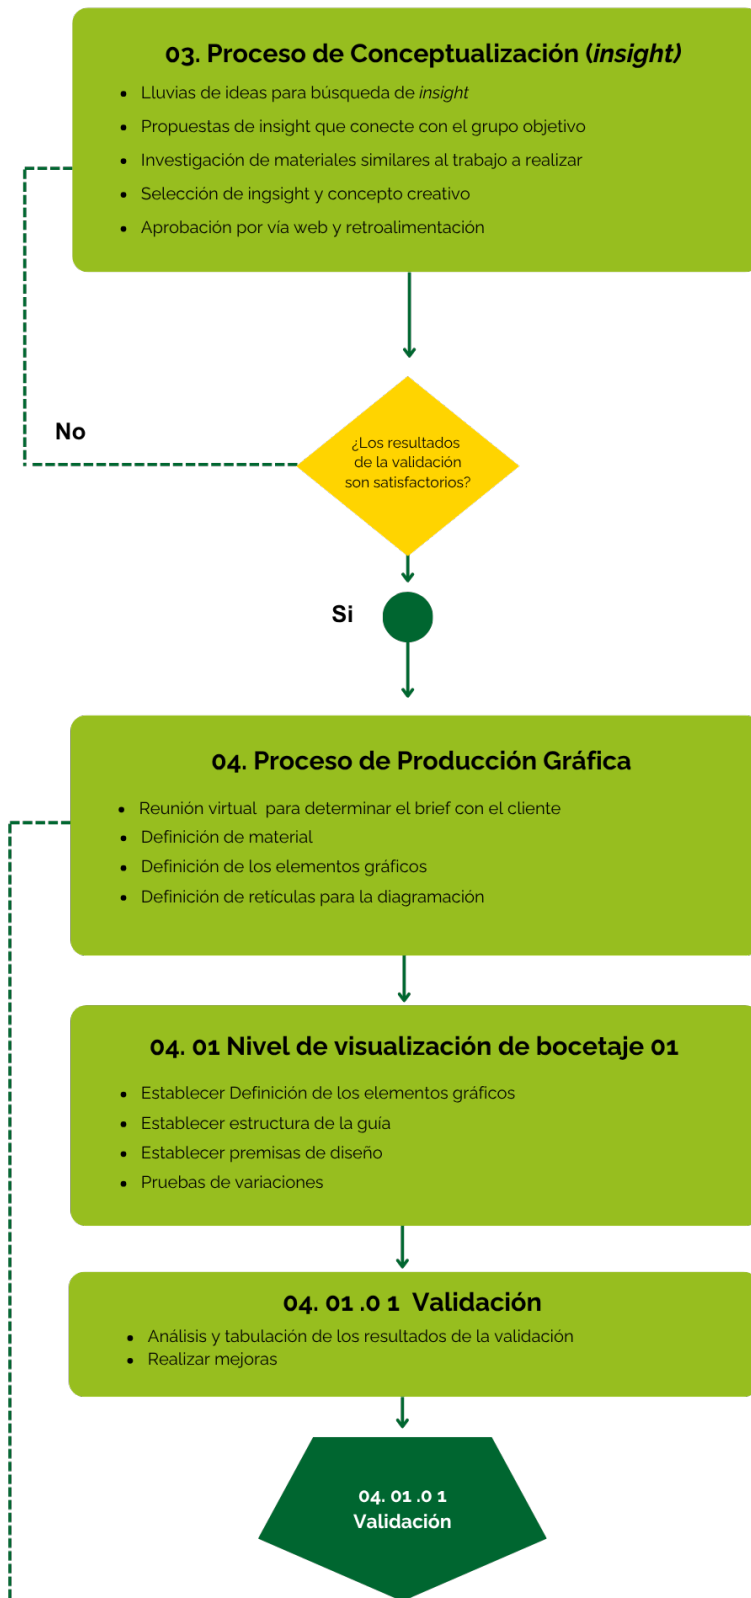 03. Proceso de Conceptualización (insight)
• Lluvias de ideas para búsqueda de insight
• Propuestas de insight que conecte con el grupo objetivo
• Investigación de materiales similares al trabajo a realizar
• Selección de ingsight y concepto creativo
• Aprobación por vía web y retroalimentación
No
¿Los resultados
de la validación
son satisfactorios?
Si
04. Proceso de Producción Gráfica
• Reunión virtual para determinar el brief con el cliente
• Definición de material
• Definición de los elementos gráficos
• Definición de retículas para la diagramación
04. 01 Nivel de visualización de bocetaje 01
• Establecer Definición de los elementos gráficos
• Establecer estructura de la guía
• Establecer premisas de diseño
• Pruebas de variaciones
04. 01 .0 1 Validación
• Análisis y tabulación de los resultados de la validación
• Realizar mejoras
04. 01 .0 1
Validación